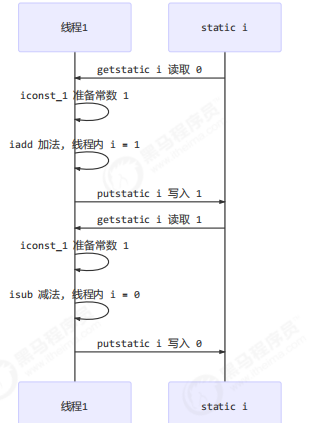 线程1 static i
getstatic i 读取 0
iconst_1 准备常数 1
iadd 加法, 线程内 i = 1
putstatic i 写入 1
getstatic i 读取 1
iconst_1 准备常数 1
isub 减法, 线程内 i = 0
putstatic i 写入 0
线程1 static i